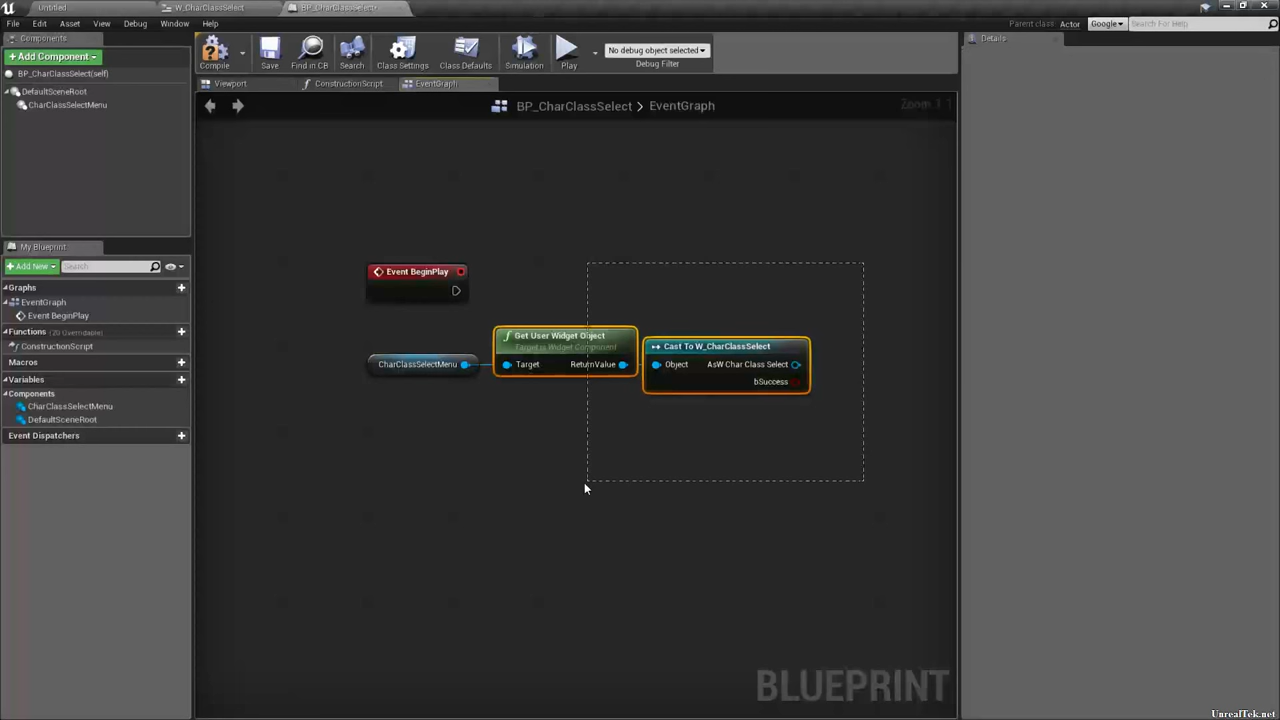 Untitled
W_CharClassSelect
BP_CharClassSelect*
File Edit Asset View Debug Window Help
Parent class: Actor
Google
Search For Help
Components
Details
Add Component
BP_CharClassSelect(self)
DefaultSceneRoot
CharClassSelectMenu
Compile
Save
Find in CB
Search
Class Settings
Class Defaults
Simulation
Play
No debug object selected
Debug Filter
Viewport
ConstructionScript
EventGraph
BP_CharClassSelect > EventGraph
Zoom 1:1
My Blueprint
Add New
Search
Graphs
EventGraph
Event BeginPlay
Functions (20 Overridable)
ConstructionScript
Macros
Variables
Components
CharClassSelectMenu
DefaultSceneRoot
Event Dispatchers
Event BeginPlay
CharClassSelectMenu
Get User Widget Object
Target is Widget Component
Target
ReturnValue
Cast To W_CharClassSelect
Object
AsW Char Class Select
bSuccess
BLUEPRINT
UnrealTek.net